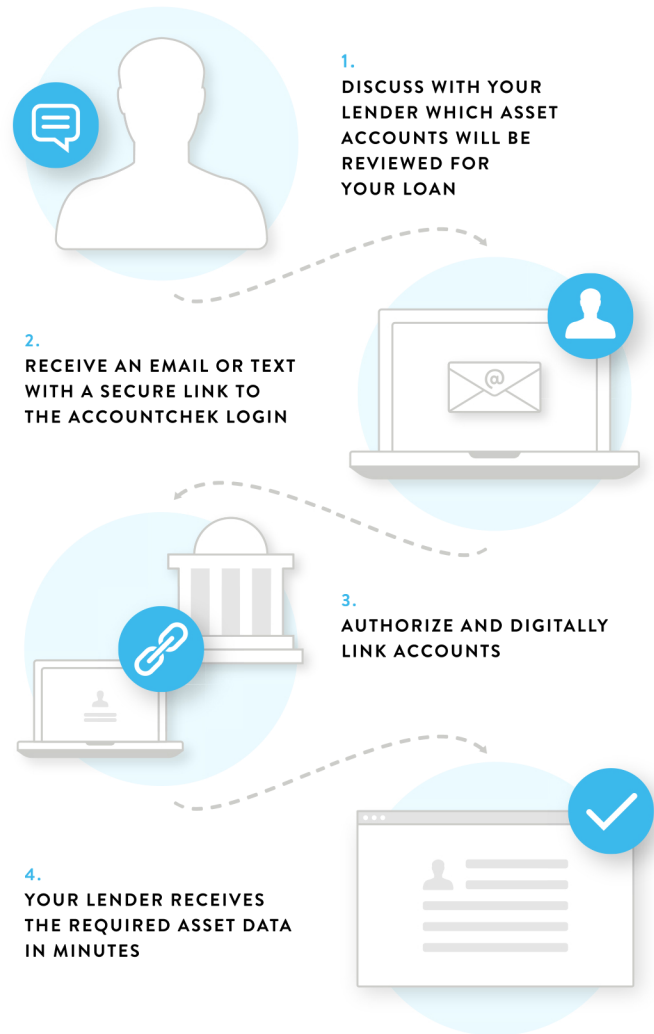 1.
DISCUSS WITH YOUR
LENDER WHICH ASSET
ACCOUNTS WILL BE
REVIEWED FOR
YOUR LOAN
@
2.
RECEIVE AN EMAIL OR TEXT
WITH A SECURE LINK TO
THE ACCOUNTCHEK LOGIN
3.
AUTHORIZE AND DIGITALLY
LINK ACCOUNTS
4.
YOUR LENDER RECEIVES
THE REQUIRED ASSET DATA
IN MINUTES